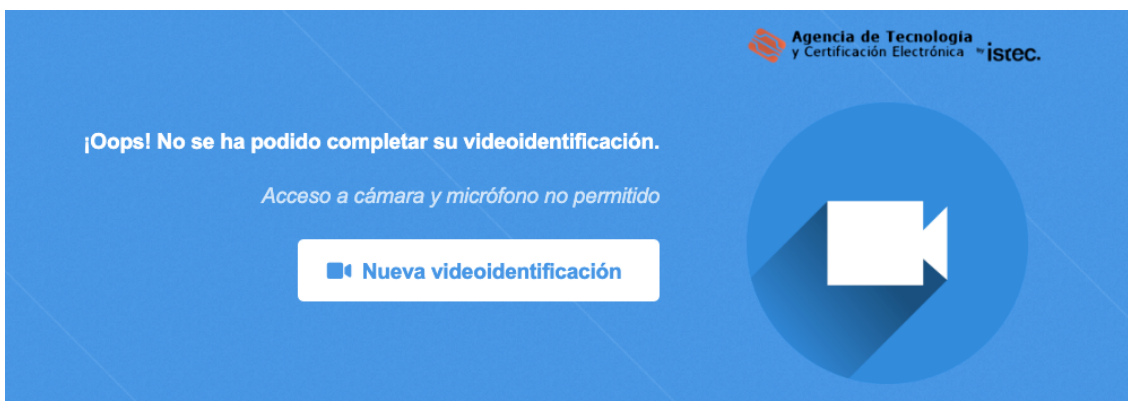 Agencia de Tecnología
y Certificación Electrónica by istec.
¡Oops! No se ha podido completar su videoidentificación.
Acceso a cámara y micrófono no permitido
Nueva videoidentificación